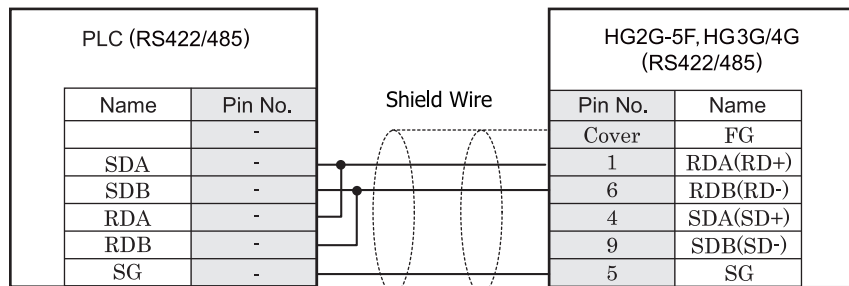 PLC (RS422/485)
HG2G-5F, HG3G/4G
(RS422/485)
Name Pin No. Shield Wire Pin No. Name
- Cover FG
SDA - 1 RDA(RD+)
SDB - 6 RDB(RD-)
RDA - 4 SDA(SD+)
RDB - 9 SDB(SD-)
SG - 5 SG